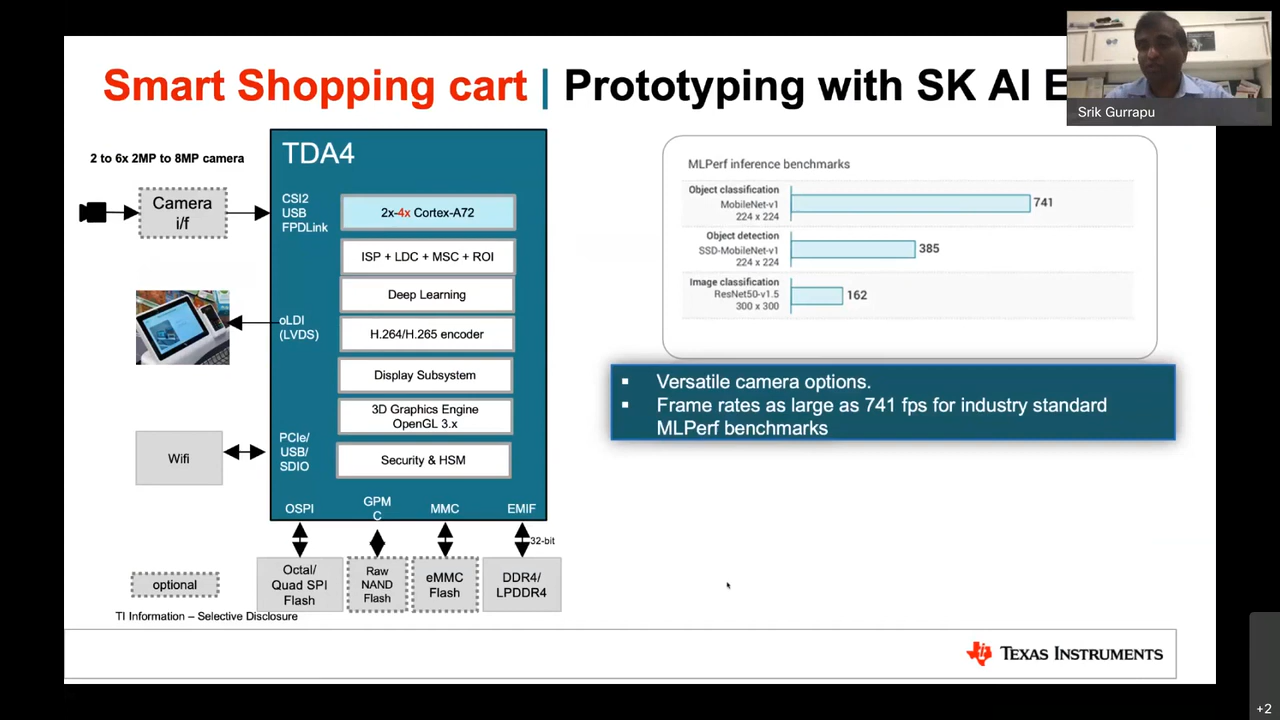 Smart Shopping cart | Prototyping with SK AI E
Srik Gurrapu
2 to 6x 2MP to 8MP camera
Camera
i/f
TDA4
CSI2
USB
FPDLink
2x-4x Cortex-A72
ISP + LDC + MSC + ROI
Deep Learning
oLDI
(LVDS)
H.264/H.265 encoder
Display Subsystem
3D Graphics Engine
OpenGL 3.x
Wifi
PCIe/
USB/
SDIO
Security & HSM
OSPI
GPM
C
MMC
EMIF
32-bit
optional
Octal/
Quad SPI
Flash
Raw
NAND
Flash
eMMC
Flash
DDR4/
LPDDR4
TI Information – Selective Disclosure
MLPerf inference benchmarks
Object classification
MobileNet-v1
224 x 224
741
Object detection
SSD-MobileNet-v1
224 x 224
385
Image classification
ResNet50-v1.5
300 x 300
162
▪ Versatile camera options.
▪ Frame rates as large as 741 fps for industry standard
MLPerf benchmarks
TEXAS INSTRUMENTS
+2